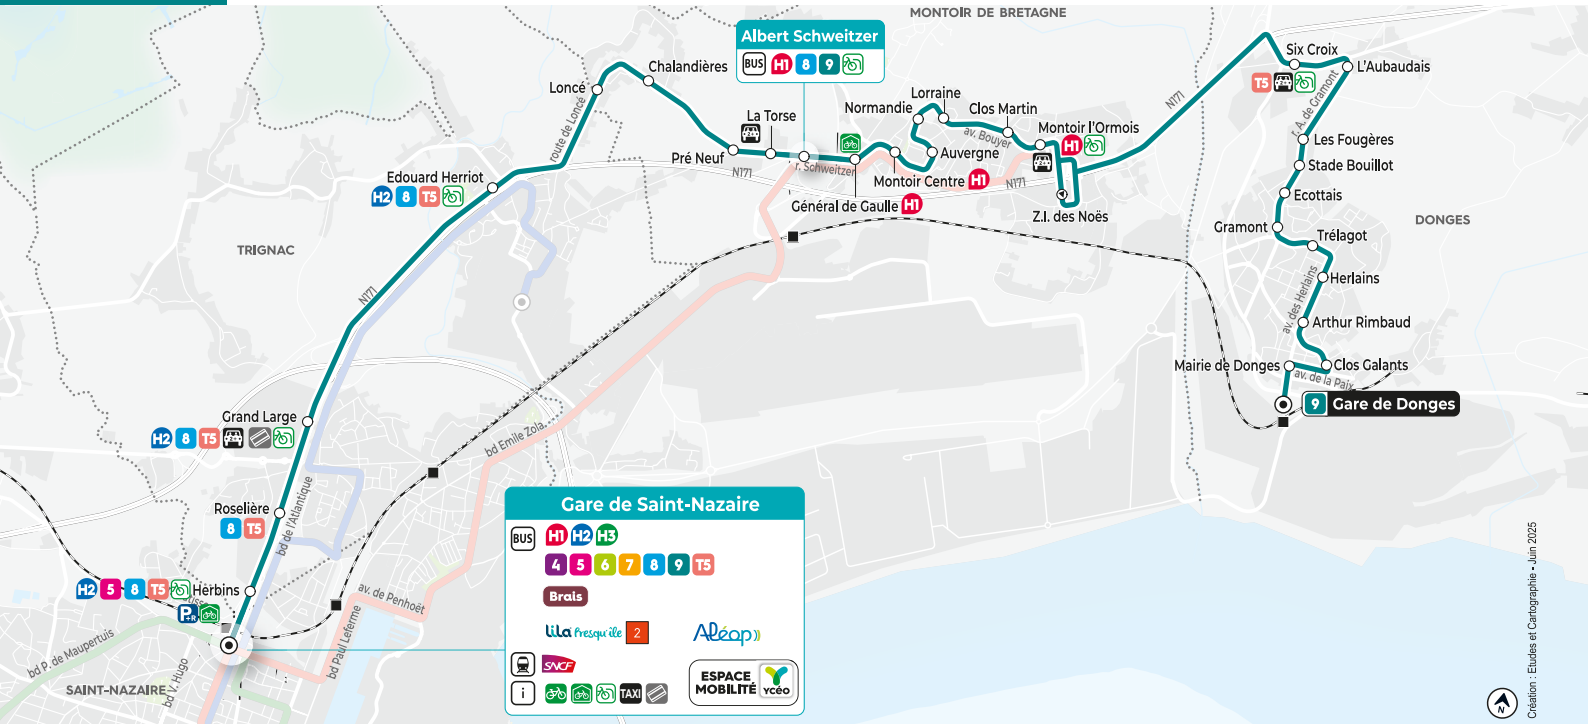 MONTOIR DE BRETAGNE
Albert Schweitzer
BUS H1 8 9
Six Croix
L'Aubaudais
T5
r. A. de Gramont
N171
Chalandières
Loncé
route de Loncé
Lorraine
Normandie
Clos Martin
av. Bouyer
La Torse
Montoir l'Ormois
H1
Pré Neuf
r. Schweitzer
Auvergne
Les Fougères
Stade Bouillot
N171
Montoir Centre H1
N171
Edouard Herriot
H2 8 T5
Général de Gaulle H1
Z.I. des Noës
Ecottais
DONGES
Gramont
Trélagot
TRIGNAC
Herlains
av. des Herlains
N171
Arthur Rimbaud
Mairie de Donges
Clos Galants
av. de la Paix
9 Gare de Donges
Grand Large
H2 8 T5
bd Emile Zola
bd de l'Atlantique
Roselière
8 T5
Gare de Saint-Nazaire
BUS H1 H2 H3
4 5 6 7 8 9 T5
Brais
LiLa Presqu'île 2
Aléop
SNCF
i TAXI
ESPACE
MOBILITÉ YCÉO
H2 5 8 T5 Herbins
P+R
av. de Penhoët
bd Paul Leferme
bd P. de Maupertuis
bd V. Hugo
SAINT-NAZAIRE
N
Création : Etudes et Cartographie - Juin 2025